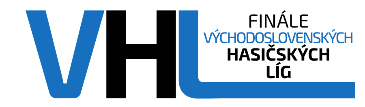 VHL
FINÁLE
VÝCHODOSLOVENSKÝCH
HASIČSKÝCH
LÍG